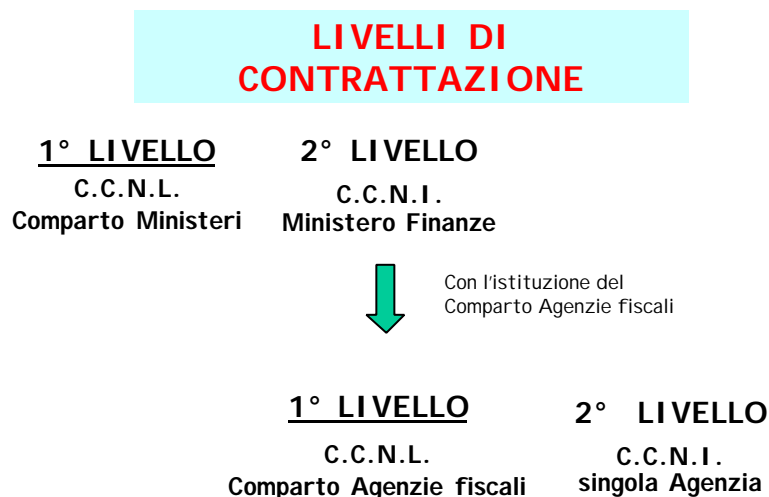 LIVELLI DI
CONTRATTAZIONE
1° LIVELLO
C.C.N.L.
Comparto Ministeri
2° LIVELLO
C.C.N.I.
Ministero Finanze
Con l'istituzione del
Comparto Agenzie fiscali
1° LIVELLO
C.C.N.L.
Comparto Agenzie fiscali
2° LIVELLO
C.C.N.I.
singola Agenzia